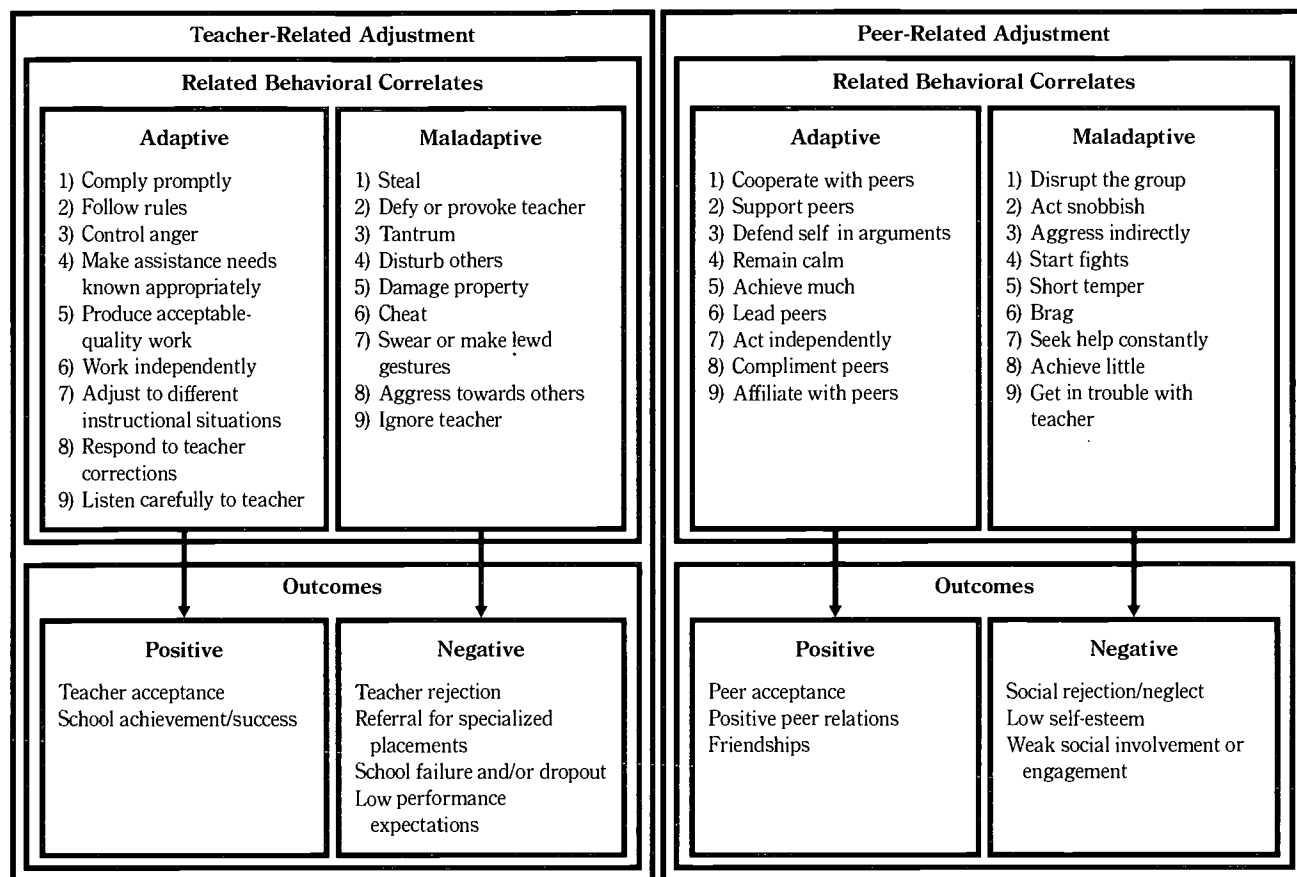 Teacher-Related Adjustment
Related Behavioral Correlates
Adaptive
1) Comply promptly
2) Follow rules
3) Control anger
4) Make assistance needs
known appropriately
5) Produce acceptable-
quality work
6) Work independently
7) Adjust to different
instructional situations
8) Respond to teacher
corrections
9) Listen carefully to teacher
Maladaptive
1) Steal
2) Defy or provoke teacher
3) Tantrum
4) Disturb others
5) Damage property
6) Cheat
7) Swear or make lewd
gestures
8) Aggress towards others
9) Ignore teacher
Outcomes
Positive
Teacher acceptance
School achievement/success
Negative
Teacher rejection
Referral for specialized
placements
School failure and/or dropout
Low performance
expectations
Peer-Related Adjustment
Related Behavioral Correlates
Adaptive
1) Cooperate with peers
2) Support peers
3) Defend self in arguments
4) Remain calm
5) Achieve much
6) Lead peers
7) Act independently
8) Compliment peers
9) Affiliate with peers
Maladaptive
1) Disrupt the group
2) Act snobbish
3) Aggress indirectly
4) Start fights
5) Short temper
6) Brag
7) Seek help constantly
8) Achieve little
9) Get in trouble with
teacher
Outcomes
Positive
Peer acceptance
Positive peer relations
Friendships
Negative
Social rejection/neglect
Low self-esteem
Weak social involvement or
engagement